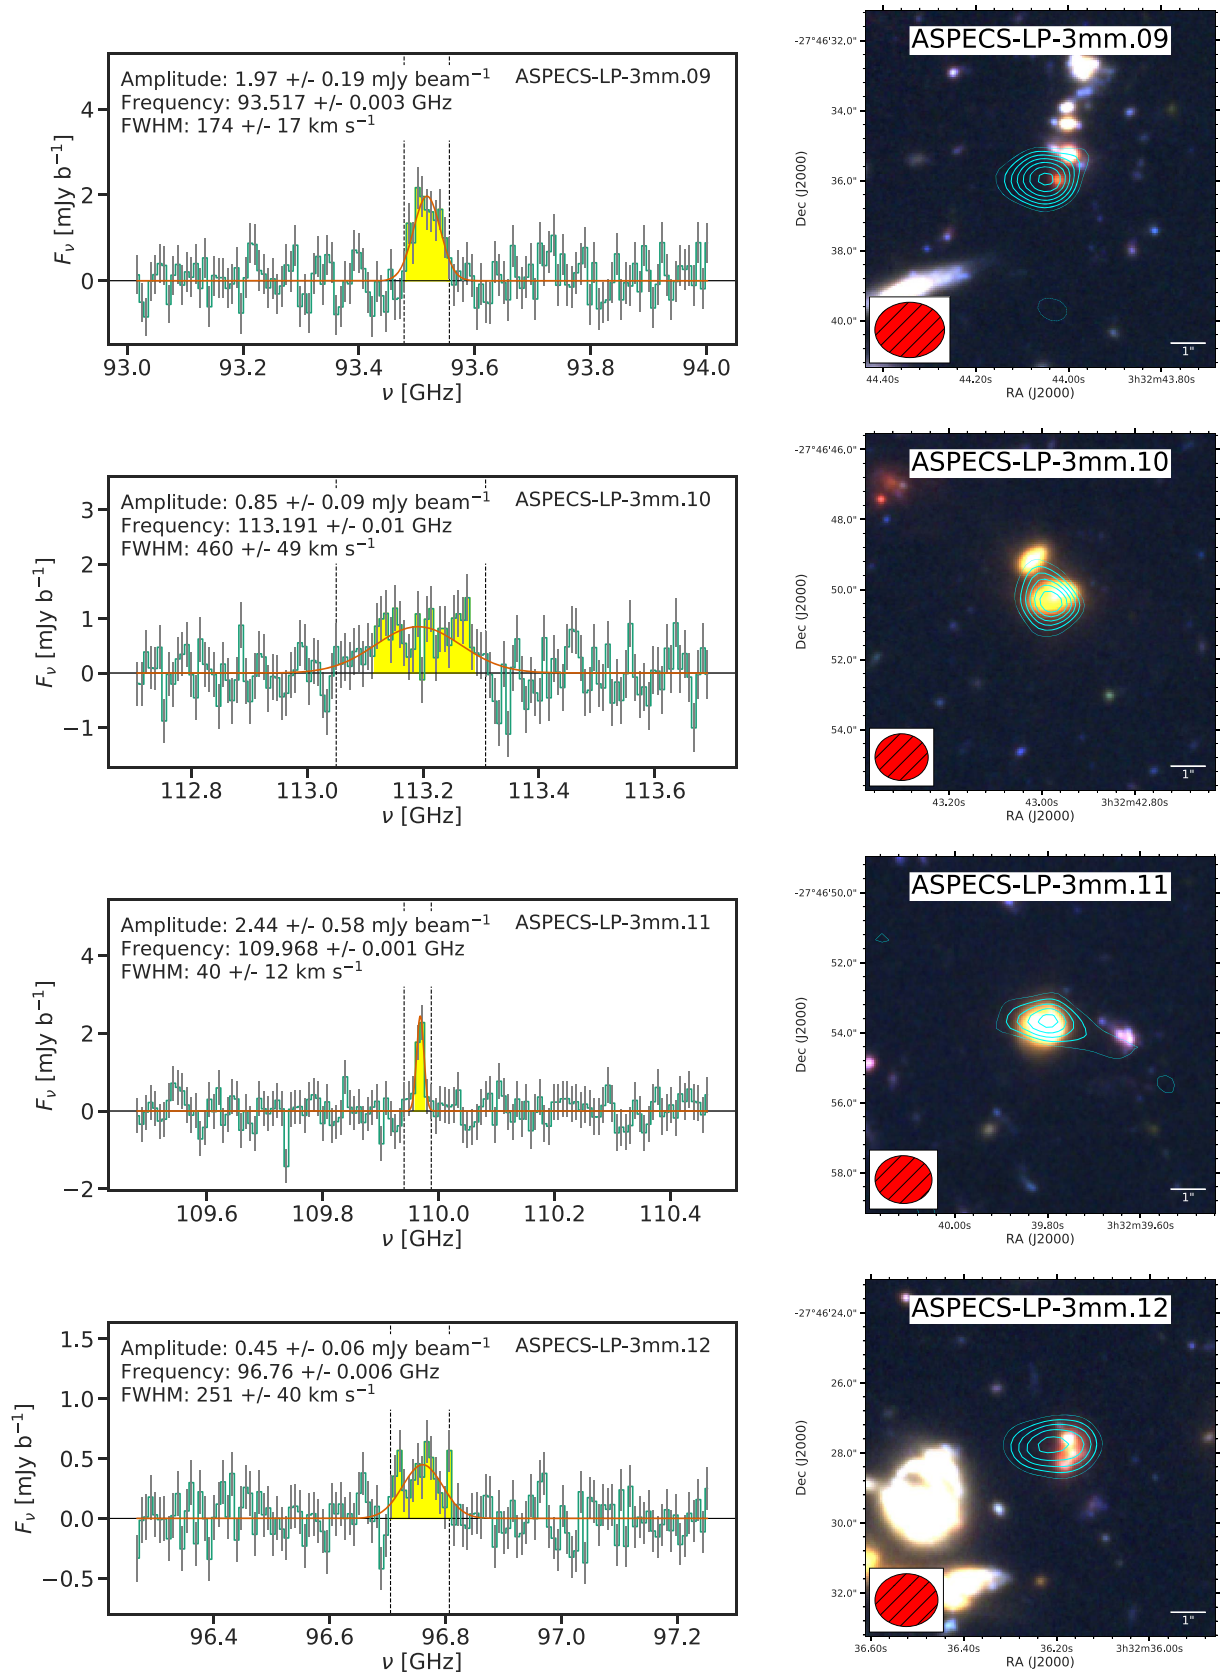 Amplitude: 1.97 +/- 0.19 mJy beam⁻¹ ASPECS-LP-3mm.09
Frequency: 93.517 +/- 0.003 GHz
FWHM: 174 +/- 17 km s⁻¹
4
2
0
Fν [mJy b⁻¹]
93.0 93.2 93.4 93.6 93.8 94.0
ν [GHz]
ASPECS-LP-3mm.09
-27°46'32.0"
34.0"
36.0"
38.0"
40.0"
Dec (J2000)
1"
44.40s 44.20s 44.00s 3h32m43.80s
RA (J2000)
Amplitude: 0.85 +/- 0.09 mJy beam⁻¹ ASPECS-LP-3mm.10
Frequency: 113.191 +/- 0.01 GHz
FWHM: 460 +/- 49 km s⁻¹
3
2
1
0
−1
Fν [mJy b⁻¹]
112.8 113.0 113.2 113.4 113.6
ν [GHz]
ASPECS-LP-3mm.10
-27°46'46.0"
48.0"
50.0"
52.0"
54.0"
Dec (J2000)
1"
43.20s 43.00s 3h32m42.80s
RA (J2000)
Amplitude: 2.44 +/- 0.58 mJy beam⁻¹ ASPECS-LP-3mm.11
Frequency: 109.968 +/- 0.001 GHz
FWHM: 40 +/- 12 km s⁻¹
4
2
0
−2
Fν [mJy b⁻¹]
109.6 109.8 110.0 110.2 110.4
ν [GHz]
ASPECS-LP-3mm.11
-27°46'50.0"
52.0"
54.0"
56.0"
58.0"
Dec (J2000)
1"
40.00s 39.80s 3h32m39.60s
RA (J2000)
Amplitude: 0.45 +/- 0.06 mJy beam⁻¹ ASPECS-LP-3mm.12
Frequency: 96.76 +/- 0.006 GHz
FWHM: 251 +/- 40 km s⁻¹
1.5
1.0
0.5
0.0
−0.5
Fν [mJy b⁻¹]
96.4 96.6 96.8 97.0 97.2
ν [GHz]
ASPECS-LP-3mm.12
-27°46'24.0"
26.0"
28.0"
30.0"
32.0"
Dec (J2000)
1"
36.60s 36.40s 36.20s 3h32m36.00s
RA (J2000)